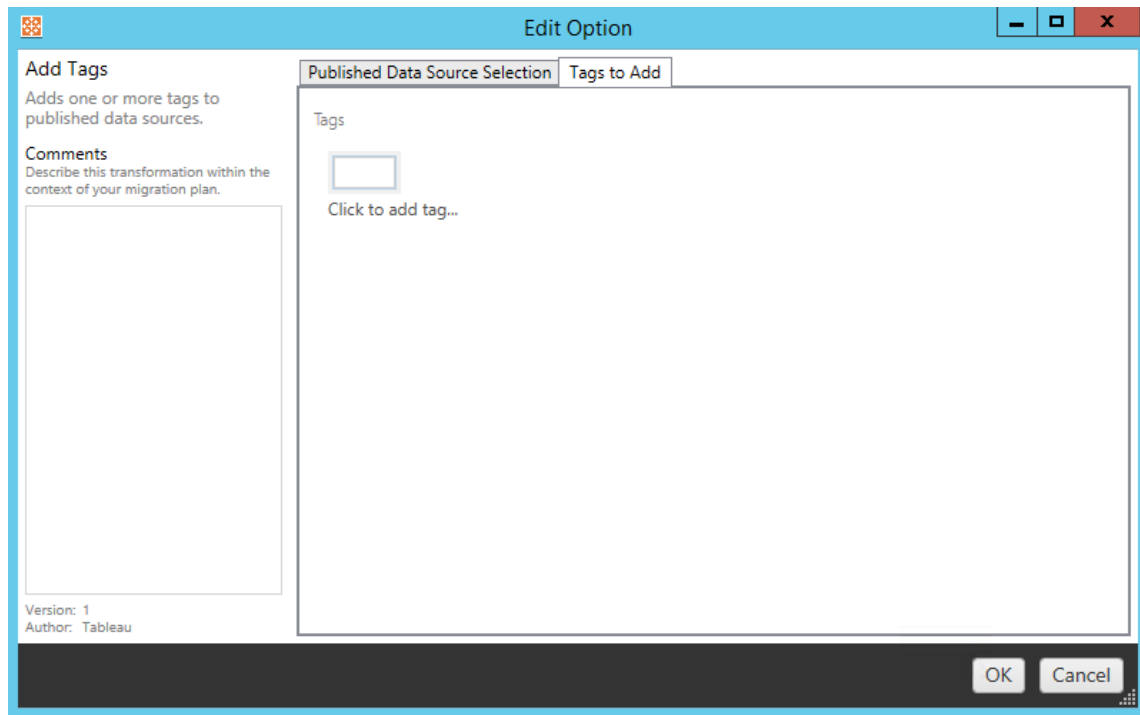 Edit Option
Add Tags
Adds one or more tags to
published data sources.
Comments
Describe this transformation within the
context of your migration plan.
Version: 1
Author: Tableau
Published Data Source Selection
Tags to Add
Tags
Click to add tag...
OK
Cancel